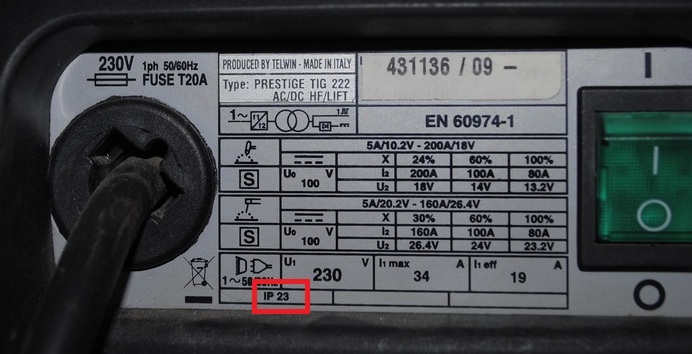 230V 1ph 50/60Hz
FUSE T20A
PRODUCED BY TELWIN - MADE IN ITALY
Type: PRESTIGE TIG 222
AC/DC HF/LIFT
431136 / 09 -
1~
EN 60974-1
5A/10.2V - 200A/18V
X 24% 60% 100%
S U₀ 100 V I₂ 200A 100A 80A
U₂ 18V 14V 13.2V
5A/20.2V - 160A/26.4V
X 30% 60% 100%
S U₀ 100 V I₂ 160A 100A 80A
U₂ 26.4V 24V 23.2V
U₁ 230 V I₁ max 34 A I₁ eff 19 A
IP 23
I
O